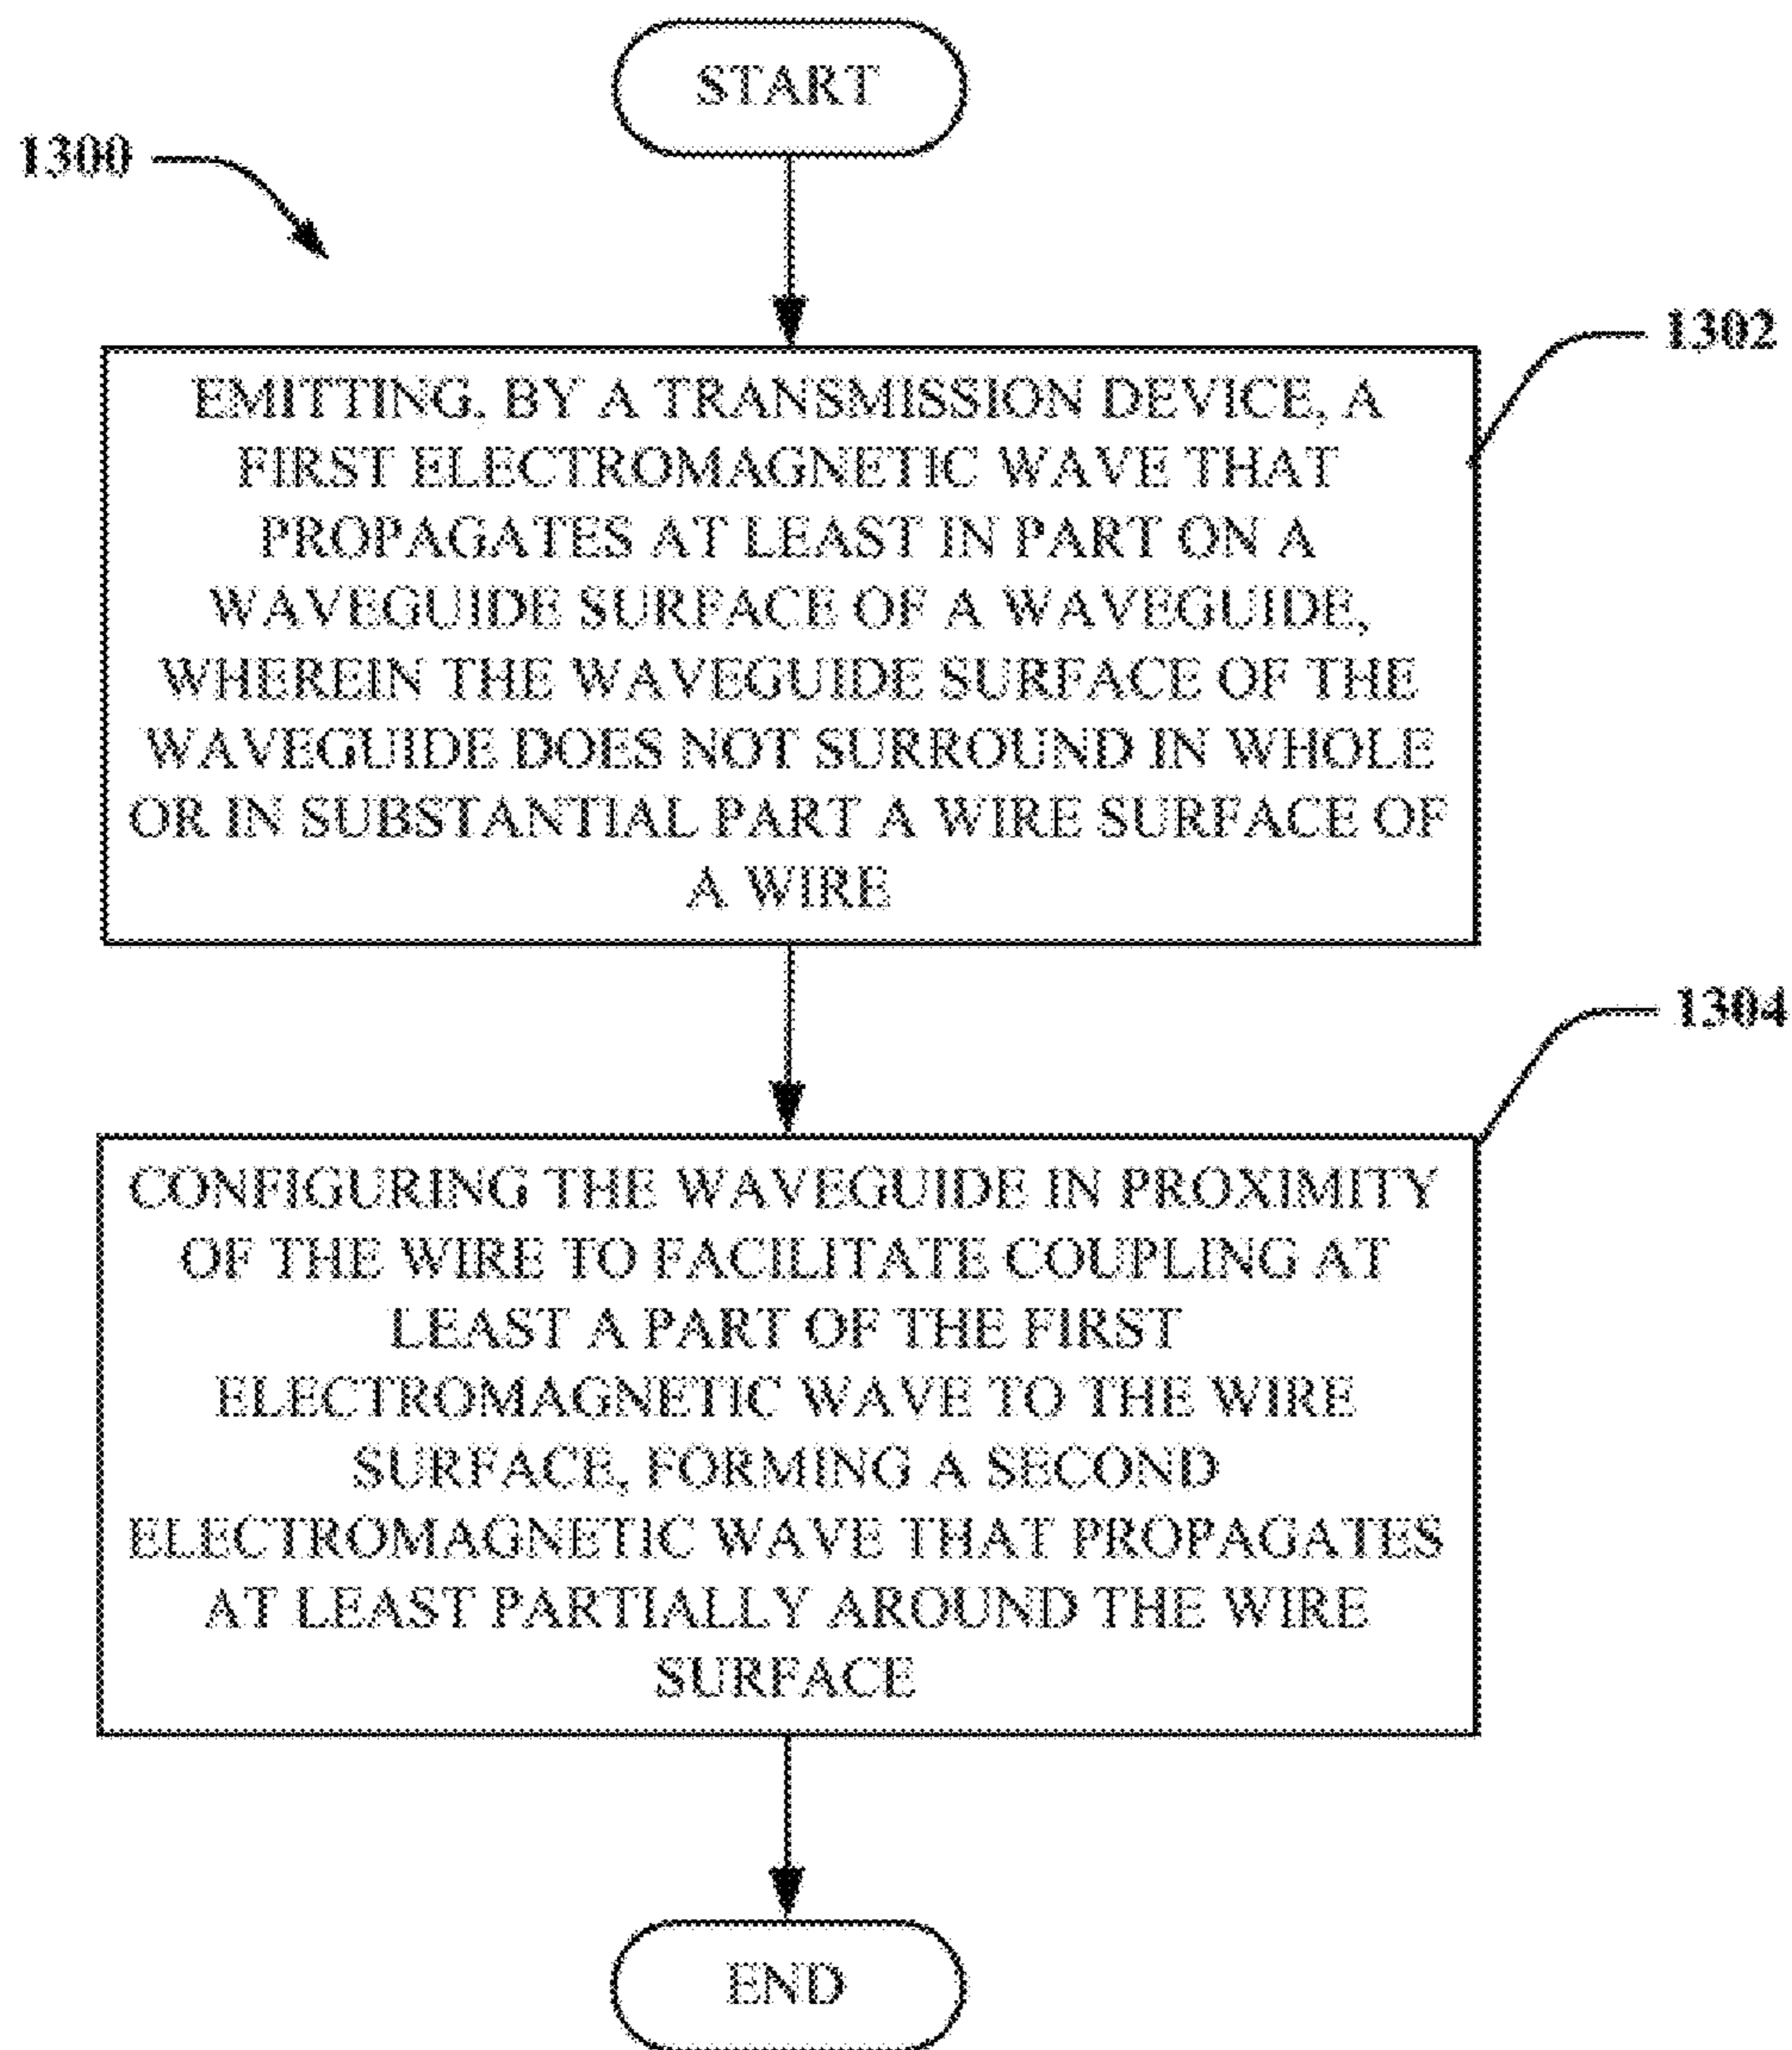 START
1300
1302
EMITTING, BY A TRANSMISSION DEVICE, A
FIRST ELECTROMAGNETIC WAVE THAT
PROPAGATES AT LEAST IN PART ON A
WAVEGUIDE SURFACE OF A WAVEGUIDE,
WHEREIN THE WAVEGUIDE SURFACE OF THE
WAVEGUIDE DOES NOT SURROUND IN WHOLE
OR IN SUBSTANTIAL PART A WIRE SURFACE OF
A WIRE
1304
CONFIGURING THE WAVEGUIDE IN PROXIMITY
OF THE WIRE TO FACILITATE COUPLING AT
LEAST A PART OF THE FIRST
ELECTROMAGNETIC WAVE TO THE WIRE
SURFACE, FORMING A SECOND
ELECTROMAGNETIC WAVE THAT PROPAGATES
AT LEAST PARTIALLY AROUND THE WIRE
SURFACE
END